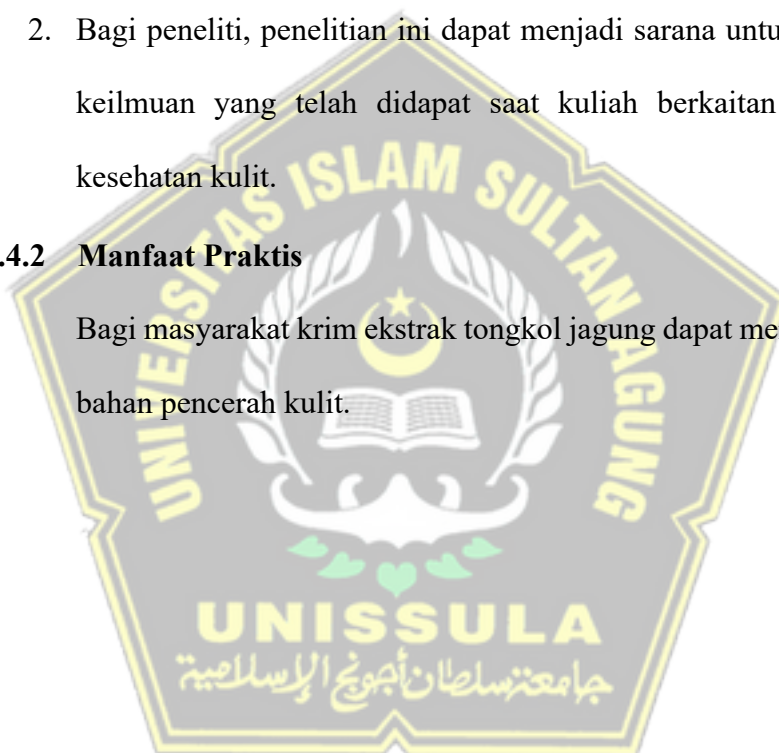 2. Bagi peneliti, penelitian ini dapat menjadi sarana untu
keilmuan yang telah didapat saat kuliah berkaitan
kesehatan kulit.
.4.2 Manfaat Praktis
Bagi masyarakat krim ekstrak tongkol jagung dapat me
bahan pencerah kulit.
UNIVERSITAS ISLAM SULTAN AGUNG
UNISSULA
جامعة سلطان أجونج الإسلامية